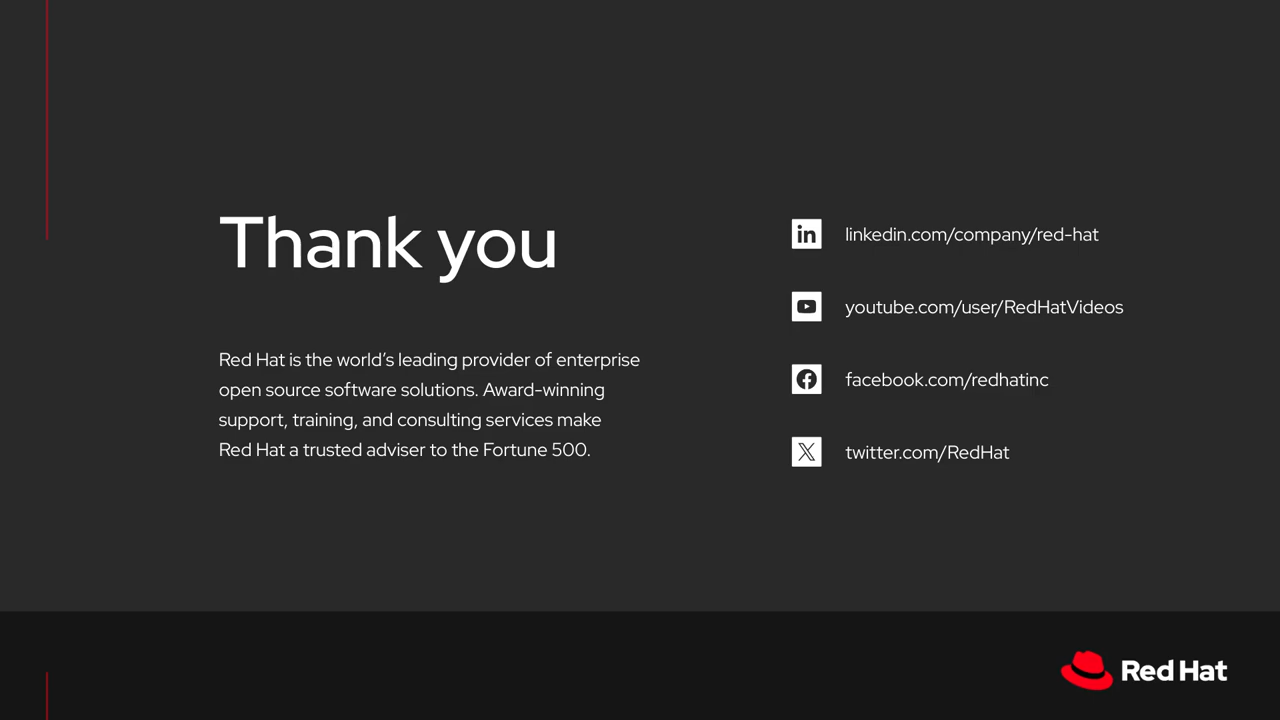 Thank you
Red Hat is the world’s leading provider of enterprise
open source software solutions. Award-winning
support, training, and consulting services make
Red Hat a trusted adviser to the Fortune 500.
linkedin.com/company/red-hat
youtube.com/user/RedHatVideos
facebook.com/redhatinc
twitter.com/RedHat
Red Hat